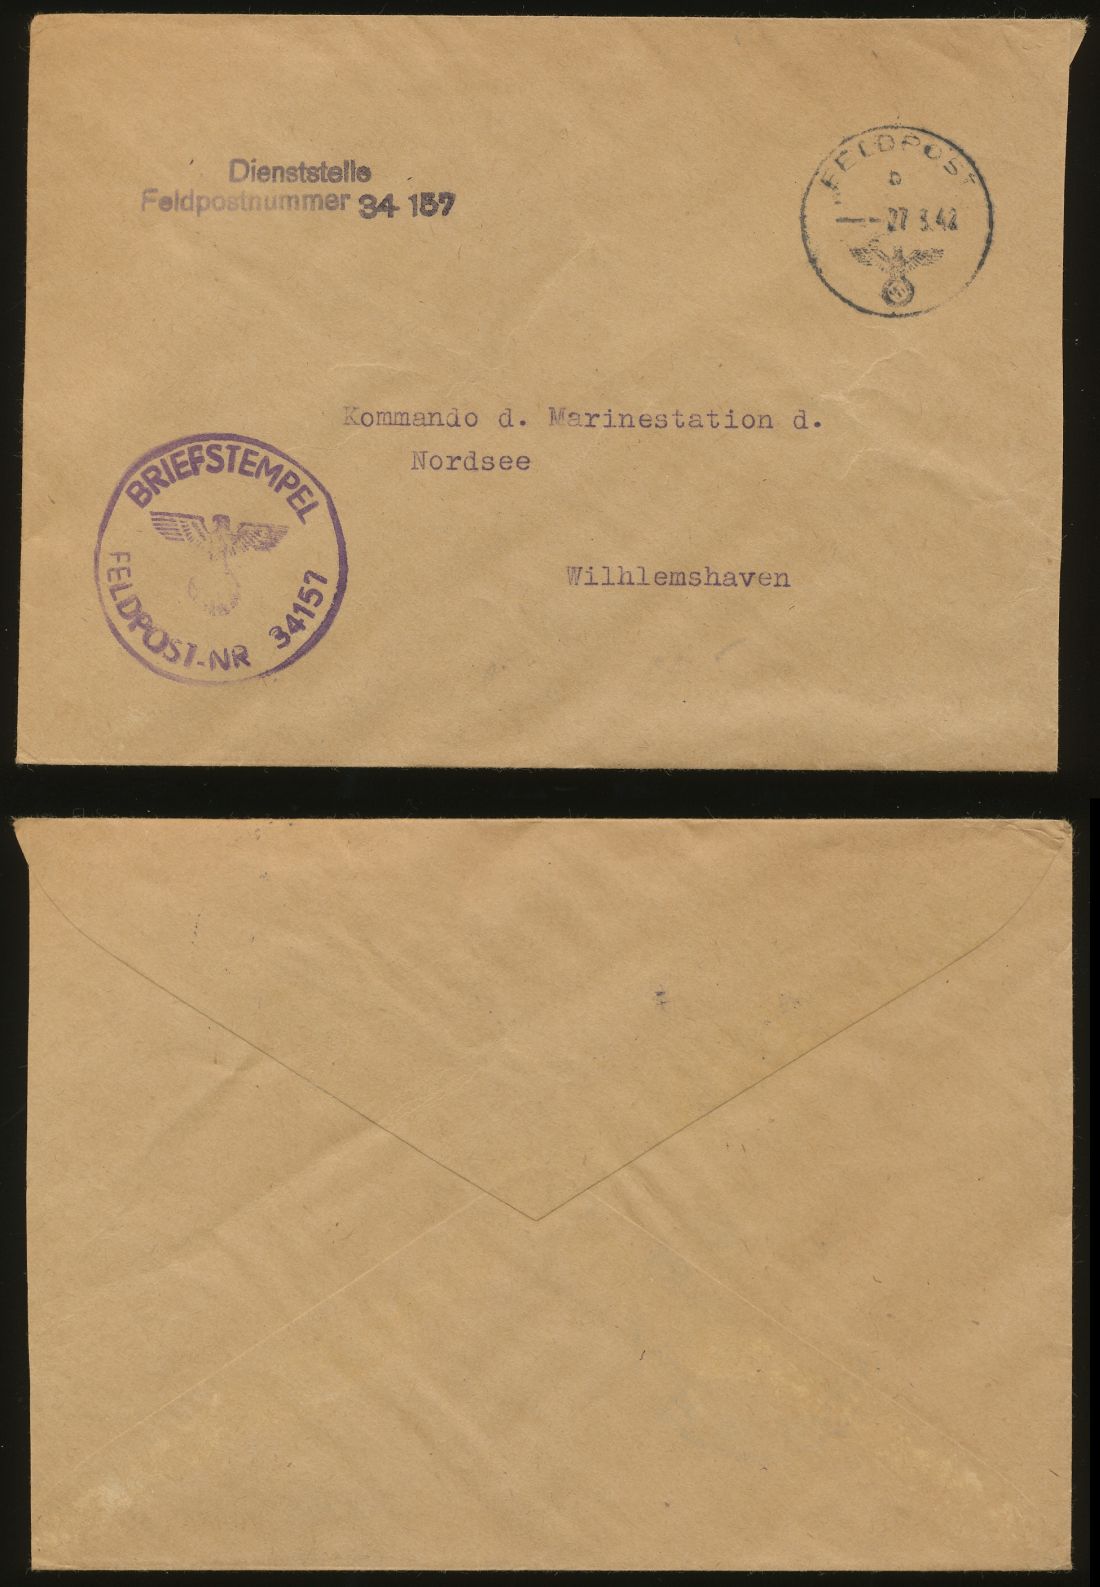 Dienststelle
Feldpostnummer 34 157
FELDPOST
b
27.3.42
Kommando d. Marinestation d.
Nordsee
Wilhlemshaven
BRIEFSTEMPEL
FELDPOST-NR 34157